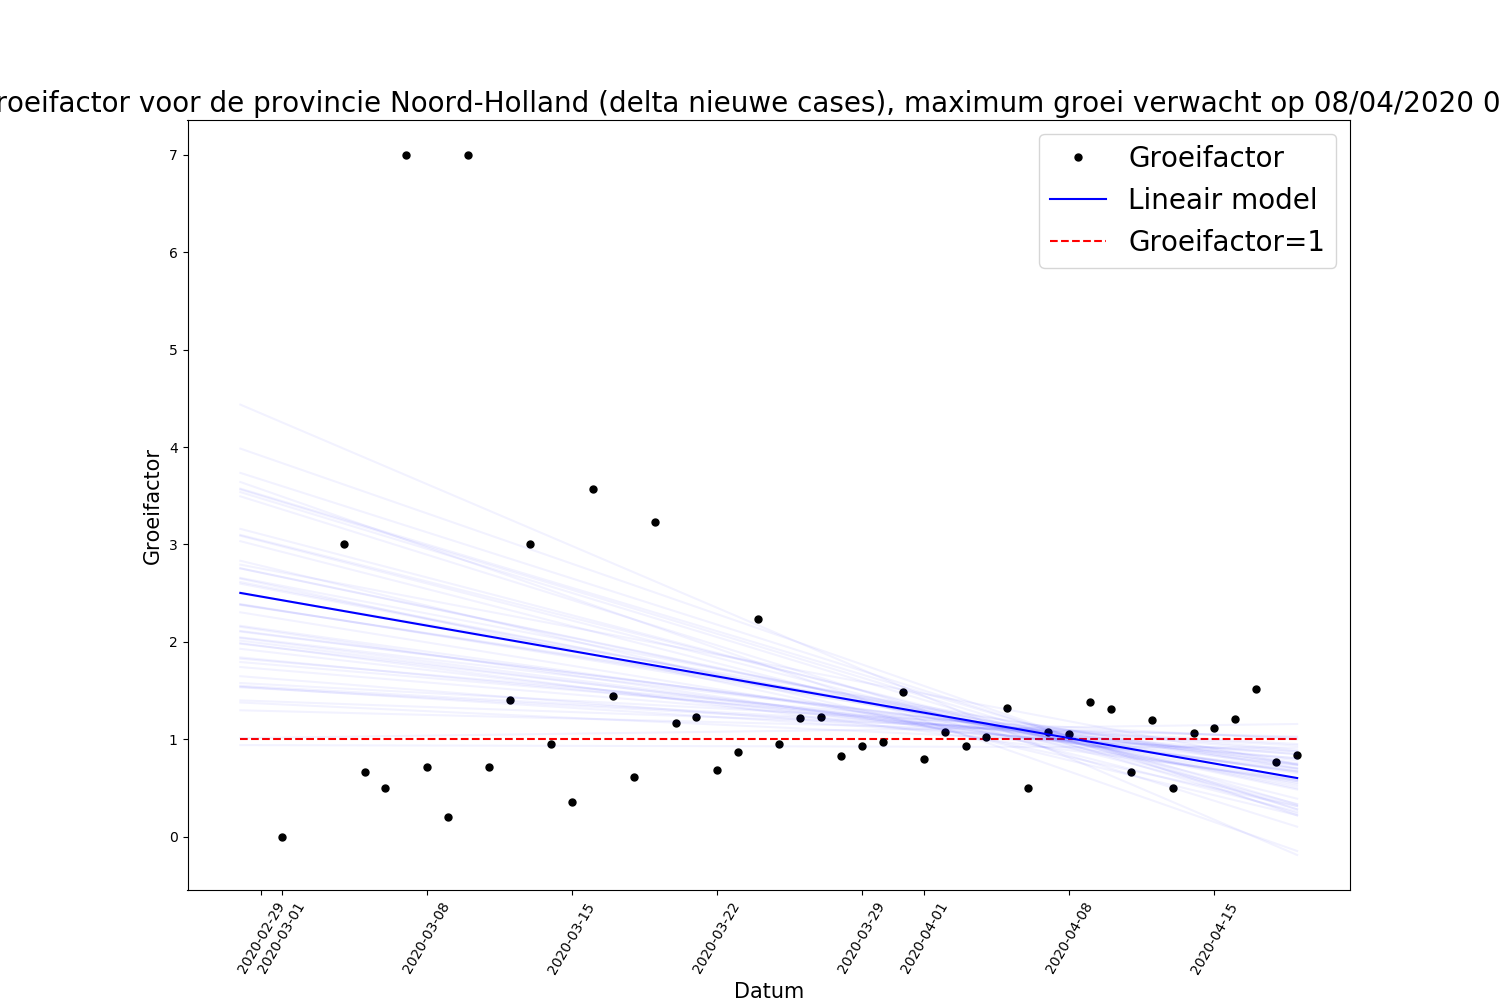 roeifactor voor de provincie Noord-Holland (delta nieuwe cases), maximum groei verwacht op 08/04/2020 0
Groeifactor
Lineair model
Groeifactor=1
7
6
5
4
3
2
1
0
Groeifactor
2020-02-29
2020-03-01
2020-03-08
2020-03-15
2020-03-22
2020-03-29
2020-04-01
2020-04-08
2020-04-15
Datum